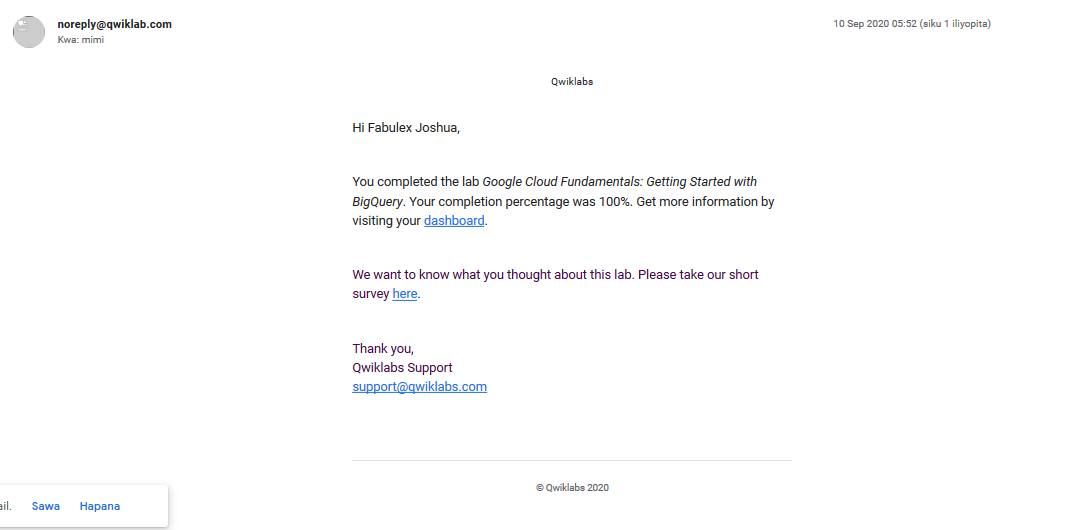 noreply@qwiklab.com
10 Sep 2020 05:52 (siku 1 iliyopita)
Kwa: mimi
Qwiklabs
Hi Fabulex Joshua,
You completed the lab Google Cloud Fundamentals: Getting Started with
BigQuery. Your completion percentage was 100%. Get more information by
visiting your dashboard.
We want to know what you thought about this lab. Please take our short
survey here.
Thank you,
Qwiklabs Support
support@qwiklabs.com
© Qwiklabs 2020
ail. Sawa Hapana